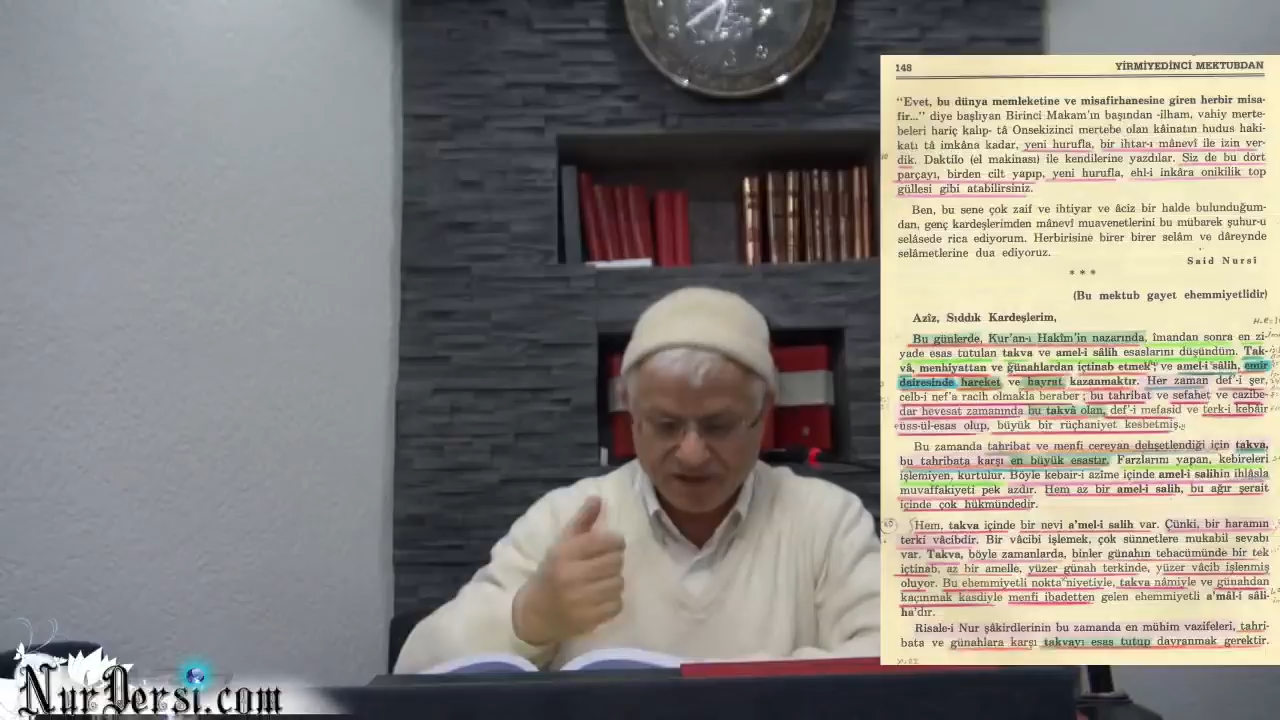 148
YİRMİYEDİNCİ MEKTUBDAN
"Evet, bu dünya memleketine ve misafirhanesine giren herbir misa-
fir..." diye başlıyan Birinci Makam'ın başından -ilham, vahiy merte-
beleri hariç kalıp- tâ Onsekizinci mertebe olan kâinatın hudus haki-
katı tâ imkâna kadar, yeni hurufla, bir ihtar-ı mânevî ile izin ver-
dik. Daktilo (el makinası) ile kendilerine yazdılar. Siz de bu dört
parçayı, birden cilt yapıp, yeni hurufla, ehl-i inkâra onikilik top
güllesi gibi atabilirsiniz.
Ben, bu sene çok zaif ve ihtiyar ve âciz bir halde bulunduğum-
dan, genç kardeşlerimden mânevî muavenetlerini bu mübarek şuhur-u
selâsede rica ediyorum. Herbirisine birer birer selâm ve dâreynde
selâmetlerine dua ediyoruz.
Said Nursî
* * *
(Bu mektub gayet ehemmiyetlidir)
Azîz, Sıddık Kardeşlerim,
Bu günlerde, Kur'an-ı Hakîm'in nazarında, îmandan sonra en zi-
yade esas tutulan takva ve amel-i sâlih esaslarını düşündüm. Tak-
vâ, menhiyattan ve günahlardan içtinab etmek; ve amel-i sâlih, emir
dairesinde hareket ve hayrat kazanmaktır. Her zaman def'-i şer,
celb-i nef'a racih olmakla beraber; bu tahribat ve sefahet ve cazibe-
dar hevesat zamanında bu takvâ olan, def'-i mefasid ve terk-i kebâir
üss-ül-esas olup, büyük bir rüçhaniyet kesbetmiş.
Bu zamanda tahribat ve menfi cereyan dehşetlendiği için takva,
bu tahribata karşı en büyük esastır. Farzlarını yapan, kebireleri
işlemiyen, kurtulur. Böyle kebair-i azîme içinde amel-i salihin ihlâsla
muvaffakiyeti pek azdır. Hem az bir amel-i salih, bu ağır şerait
içinde çok hükmündedir.
Hem, takva içinde bir nevi a'mel-i salih var. Çünki, bir haramın
terki vâcibdir. Bir vâcibi işlemek, çok sünnetlere mukabil sevabı
var. Takva, böyle zamanlarda, binler günahın tehacümünde bir tek
içtinab, az bir amelle, yüzer günah terkinde, yüzer vâcib işlenmiş
oluyor. Bu ehemmiyetli nokta niyetiyle, takva nâmiyle ve günahdan
kaçınmak kasdiyle menfi ibadetten gelen ehemmiyetli a'mâl-i sâli-
ha'dır.
Risale-i Nur şâkirdlerinin bu zamanda en mühim vazifeleri, tahri-
bata ve günahlara karşı takvayı esas tutup davranmak gerektir.
NurDersi.com